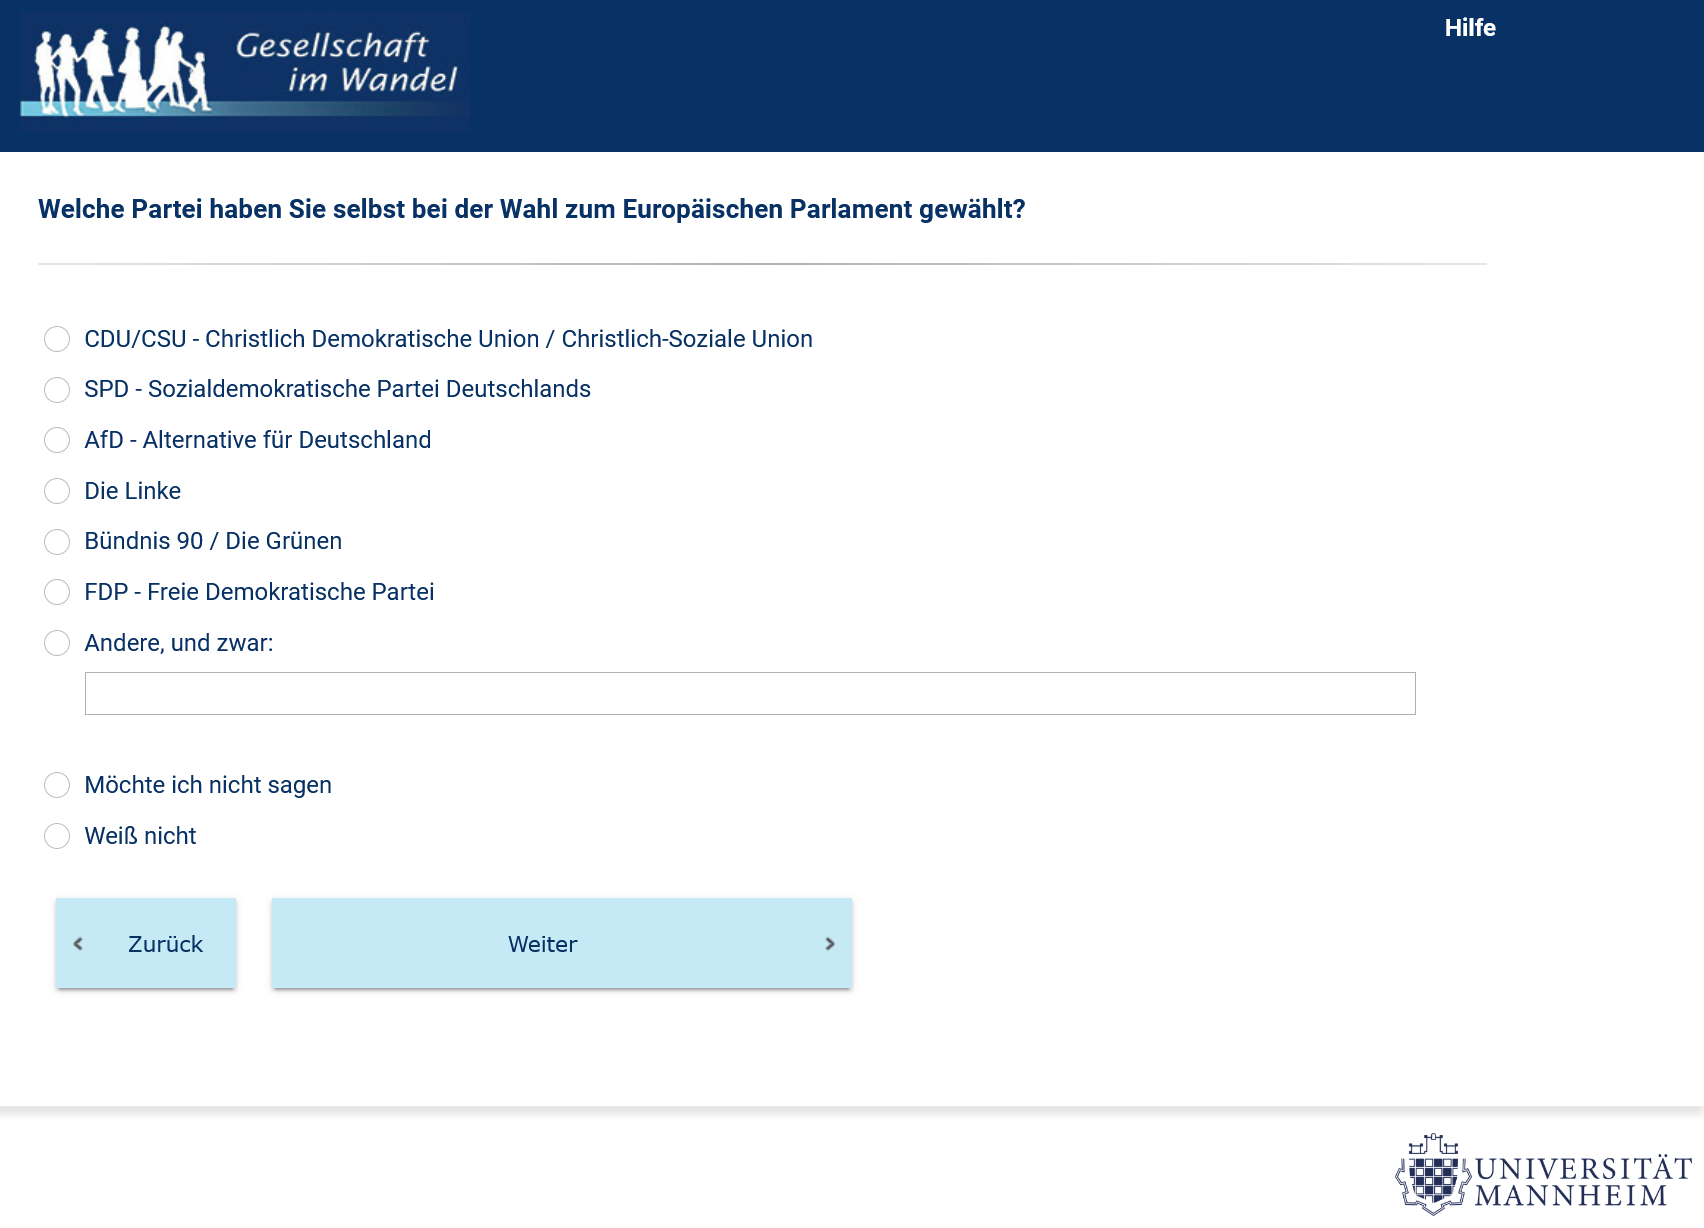 Gesellschaft
im Wandel
Hilfe
Welche Partei haben Sie selbst bei der Wahl zum Europäischen Parlament gewählt?
CDU/CSU - Christlich Demokratische Union / Christlich-Soziale Union
SPD - Sozialdemokratische Partei Deutschlands
AfD - Alternative für Deutschland
Die Linke
Bündnis 90 / Die Grünen
FDP - Freie Demokratische Partei
Andere, und zwar:
Möchte ich nicht sagen
Weiß nicht
Zurück
Weiter
UNIVERSITÄT
MANNHEIM